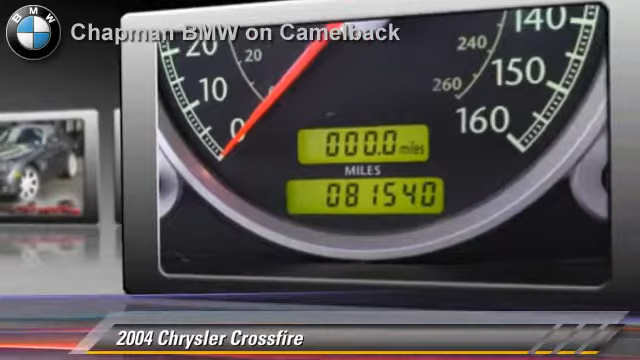 BMW
Chapman BMW on Camelback
20
20
10
0
240
260
140
150
160
000.0 miles
MILES
081540
2004 Chrysler Crossfire